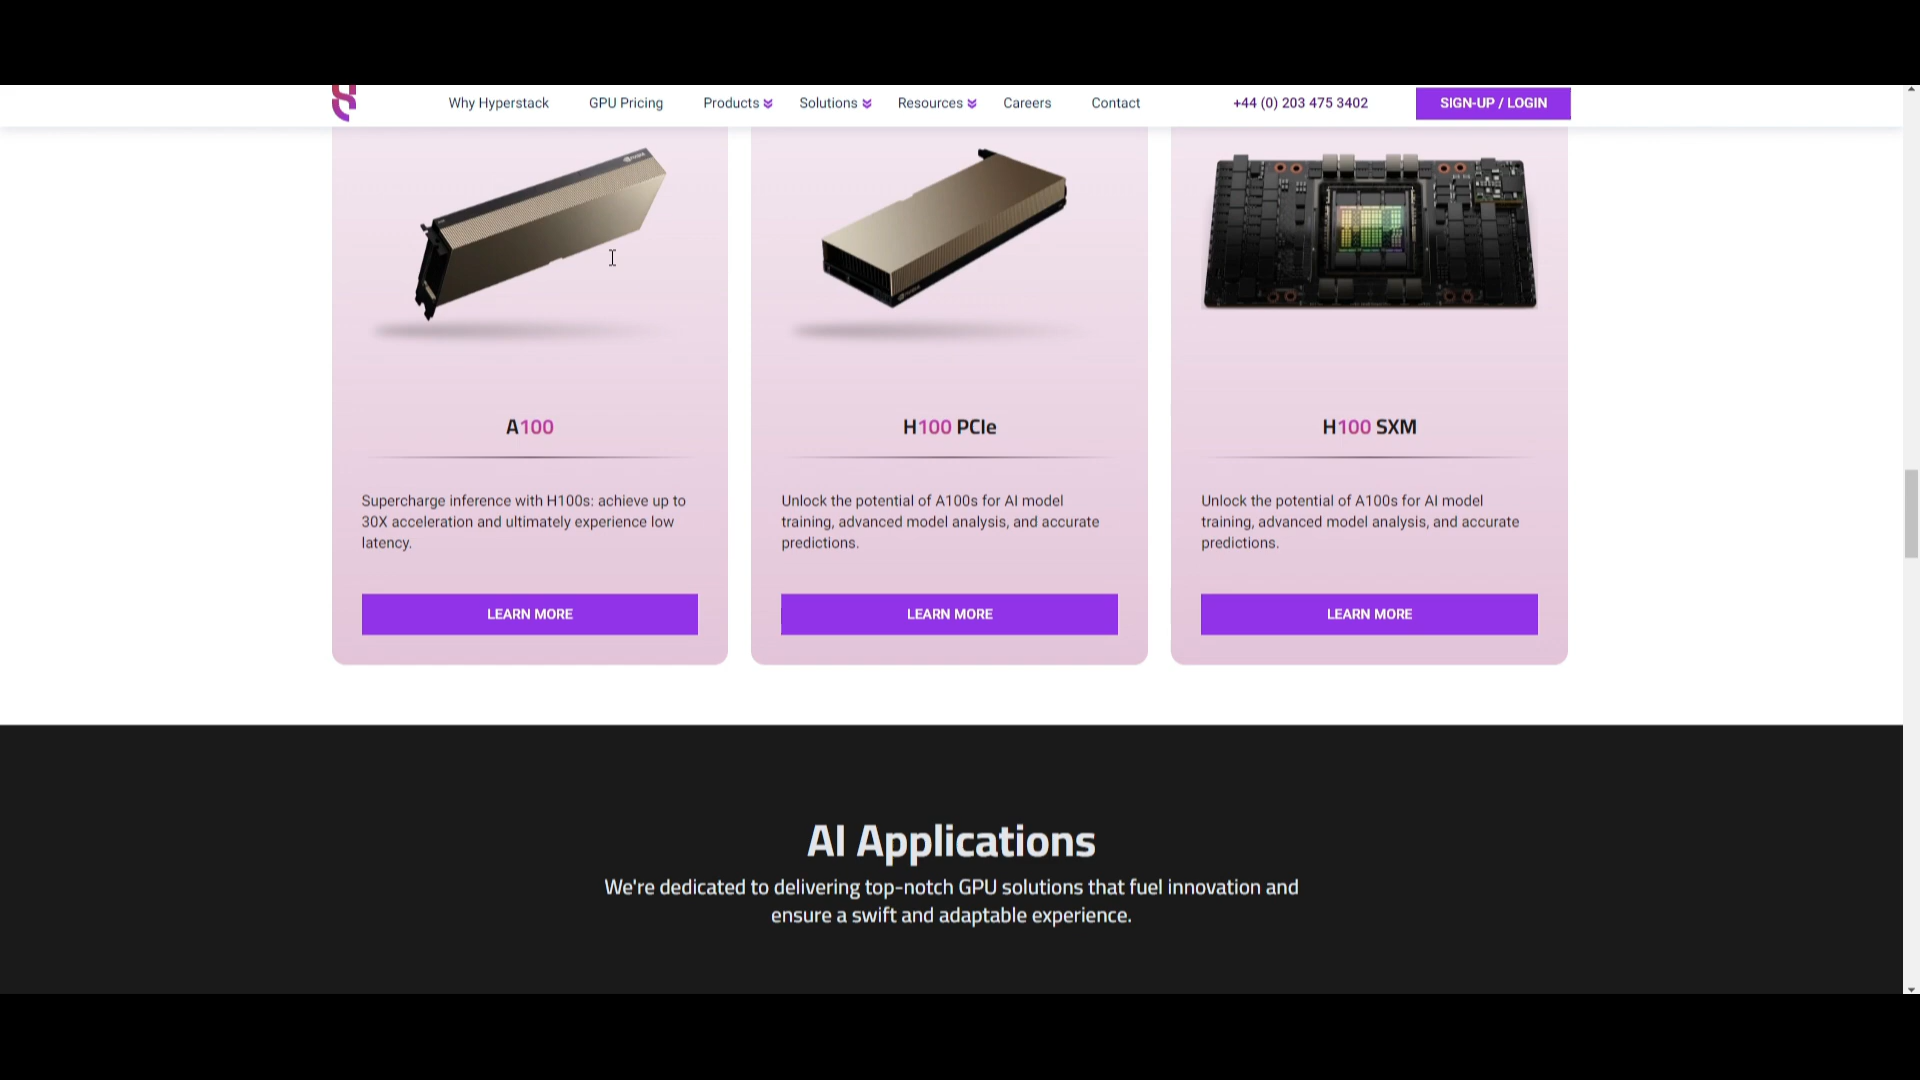 Why Hyperstack GPU Pricing Products Solutions Resources Careers Contact +44 (0) 203 475 3402 SIGN-UP / LOGIN
A100
Supercharge inference with H100s: achieve up to
30X acceleration and ultimately experience low
latency.
LEARN MORE
H100 PCIe
Unlock the potential of A100s for AI model
training, advanced model analysis, and accurate
predictions.
LEARN MORE
H100 SXM
Unlock the potential of A100s for AI model
training, advanced model analysis, and accurate
predictions.
LEARN MORE
AI Applications
We're dedicated to delivering top-notch GPU solutions that fuel innovation and
ensure a swift and adaptable experience.